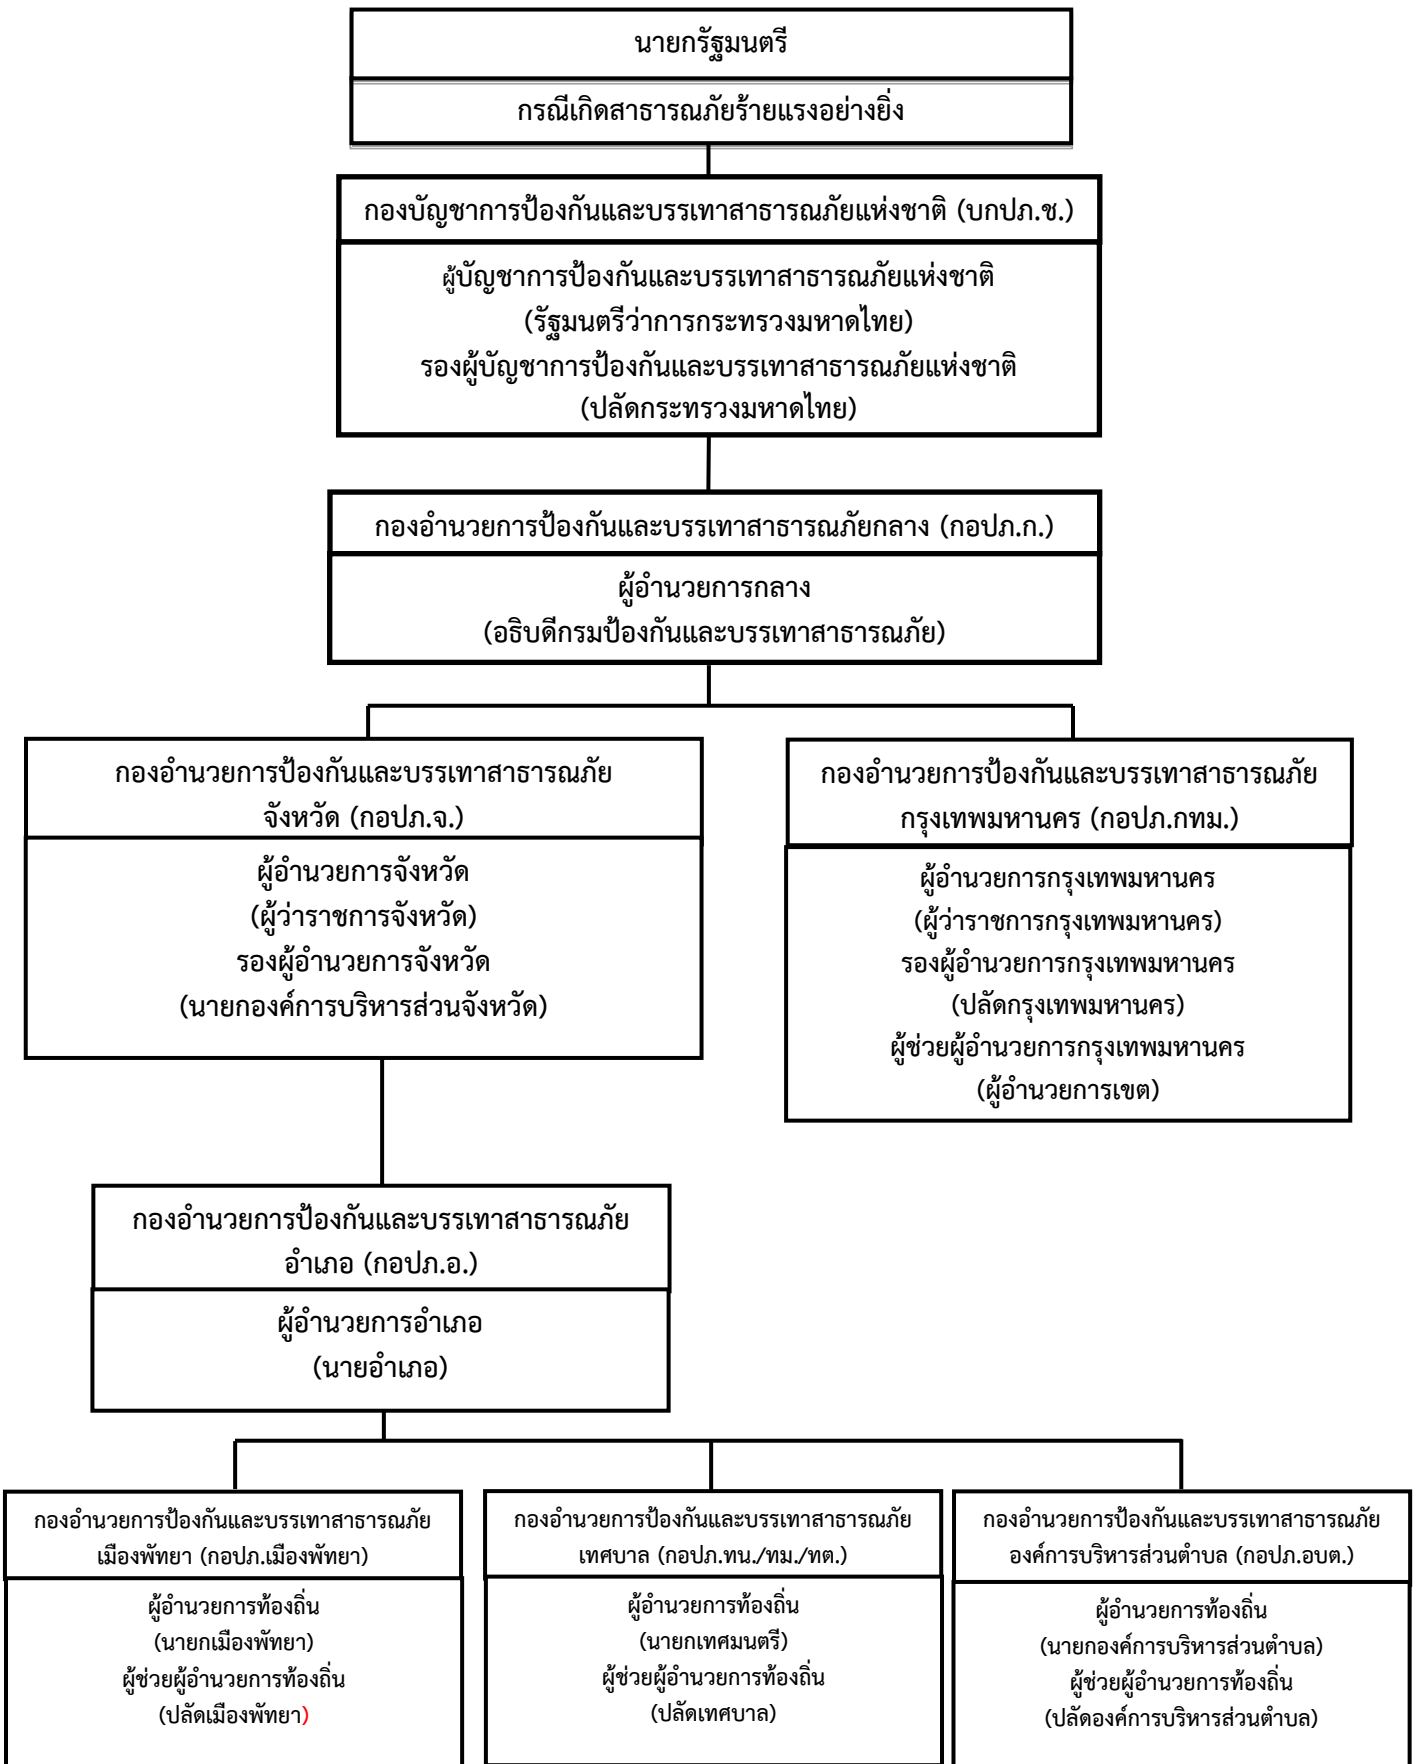 นายกรัฐมนตรี
กรณีเกิดสาธารณภัยร้ายแรงอย่างยิ่ง
กองบัญชาการป้องกันและบรรเทาสาธารณภัยแห่งชาติ (บกปภ.ช.)
ผู้บัญชาการป้องกันและบรรเทาสาธารณภัยแห่งชาติ
(รัฐมนตรีว่าการกระทรวงมหาดไทย)
รองผู้บัญชาการป้องกันและบรรเทาสาธารณภัยแห่งชาติ
(ปลัดกระทรวงมหาดไทย)
กองอำนวยการป้องกันและบรรเทาสาธารณภัยกลาง (กอปภ.ก.)
ผู้อำนวยการกลาง
(อธิบดีกรมป้องกันและบรรเทาสาธารณภัย)
กองอำนวยการป้องกันและบรรเทาสาธารณภัย
จังหวัด (กอปภ.จ.)
ผู้อำนวยการจังหวัด
(ผู้ว่าราชการจังหวัด)
รองผู้อำนวยการจังหวัด
(นายกองค์การบริหารส่วนจังหวัด)
กองอำนวยการป้องกันและบรรเทาสาธารณภัย
กรุงเทพมหานคร (กอปภ.กทม.)
ผู้อำนวยการกรุงเทพมหานคร
(ผู้ว่าราชการกรุงเทพมหานคร)
รองผู้อำนวยการกรุงเทพมหานคร
(ปลัดกรุงเทพมหานคร)
ผู้ช่วยผู้อำนวยการกรุงเทพมหานคร
(ผู้อำนวยการเขต)
กองอำนวยการป้องกันและบรรเทาสาธารณภัย
อำเภอ (กอปภ.อ.)
ผู้อำนวยการอำเภอ
(นายอำเภอ)
กองอำนวยการป้องกันและบรรเทาสาธารณภัย
เมืองพัทยา (กอปภ.เมืองพัทยา)
ผู้อำนวยการท้องถิ่น
(นายกเมืองพัทยา)
ผู้ช่วยผู้อำนวยการท้องถิ่น
(ปลัดเมืองพัทยา)
กองอำนวยการป้องกันและบรรเทาสาธารณภัย
เทศบาล (กอปภ.ทน./ทม./ทต.)
ผู้อำนวยการท้องถิ่น
(นายกเทศมนตรี)
ผู้ช่วยผู้อำนวยการท้องถิ่น
(ปลัดเทศบาล)
กองอำนวยการป้องกันและบรรเทาสาธารณภัย
องค์การบริหารส่วนตำบล (กอปภ.อบต.)
ผู้อำนวยการท้องถิ่น
(นายกองค์การบริหารส่วนตำบล)
ผู้ช่วยผู้อำนวยการท้องถิ่น
(ปลัดองค์การบริหารส่วนตำบล)